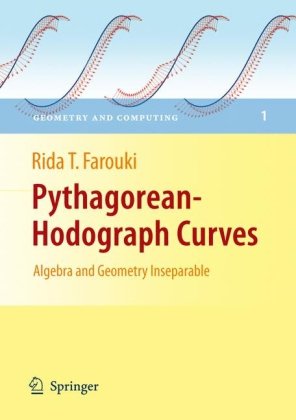 GEOMETRY AND COMPUTING 1
Rida T. Farouki
Pythagorean-
Hodograph Curves
Algebra and Geometry Inseparable
Springer